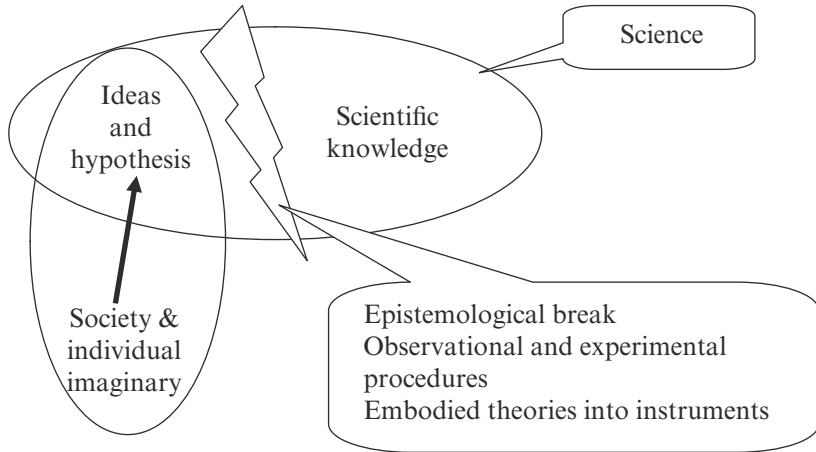 Science
Ideas
and
hypothesis
Scientific
knowledge
Society &
individual
imaginary
Epistemological break
Observational and experimental
procedures
Embodied theories into instruments